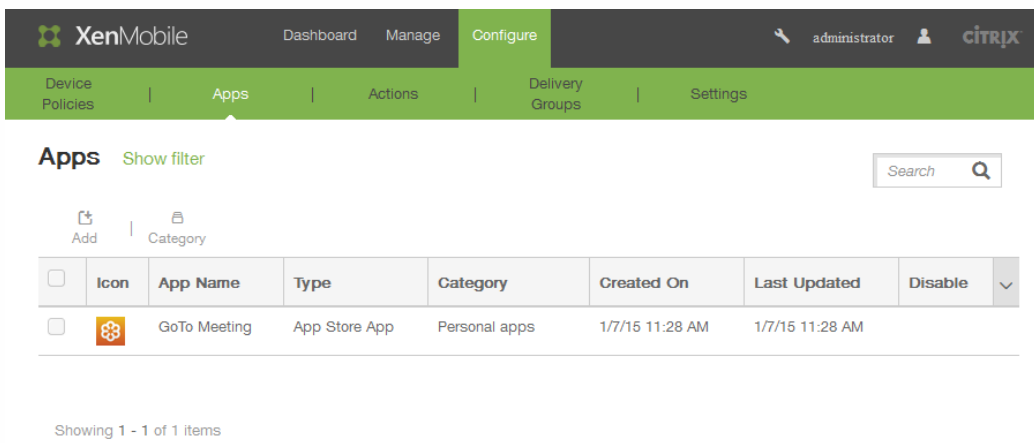 XenMobile Dashboard Manage Configure administrator CİTRIX
Device Policies | Apps | Actions | Delivery Groups | Settings
Apps Show filter
Search
Add | Category
Icon App Name Type Category Created On Last Updated Disable
GoTo Meeting App Store App Personal apps 1/7/15 11:28 AM 1/7/15 11:28 AM
Showing 1 - 1 of 1 items